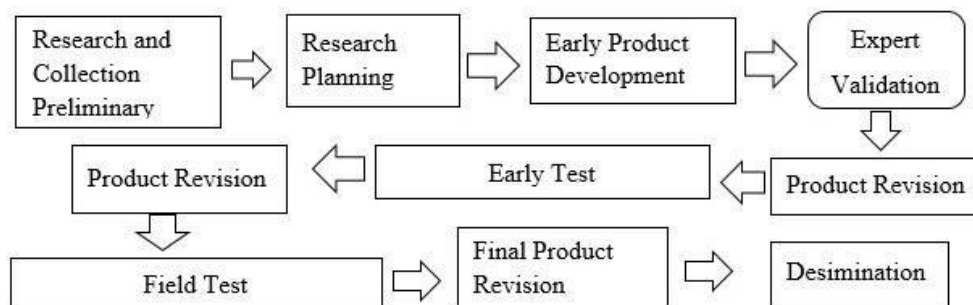 Research and
Collection
Preliminary
Research
Planning
Early Product
Development
Expert
Validation
Product Revision
Early Test
Product Revision
Field Test
Final Product
Revision
Desimination